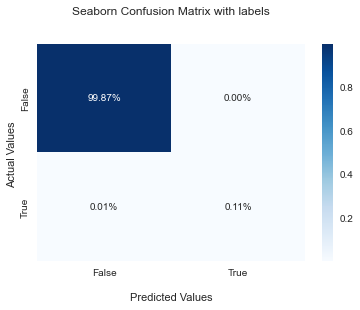 Seaborn Confusion Matrix with labels
Actual Values
False
True
99.87%
0.00%
0.01%
0.11%
False
True
Predicted Values
0.8
0.6
0.4
0.2